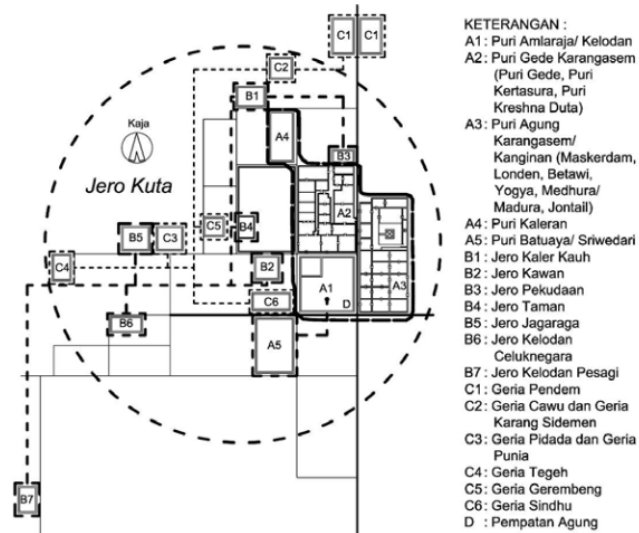 C1 C1
C2
B1
Kaja
A4
B3
Jero Kuta
A2
C5
B4
B5 C3
C4
B2
A1
A3
C6
D
B6
A5
B7
KETERANGAN :
A1 : Puri Amlaraja/ Kelodan
A2 : Puri Gede Karangasem
(Puri Gede, Puri
Kertasura, Puri
Kreshna Duta)
A3 : Puri Agung
Karangasem/
Kanginan (Maskerdam,
Londen, Betawi,
Yogya, Medhura/
Madura, Jontail)
A4 : Puri Kaleran
A5 : Puri Batuaya/ Sriwedari
B1 : Jero Kaler Kauh
B2 : Jero Kawan
B3 : Jero Pekudaan
B4 : Jero Taman
B5 : Jero Jagaraga
B6 : Jero Kelodan
Celuknegara
B7 : Jero Kelodan Pesagi
C1 : Geria Pendem
C2 : Geria Cawu dan Geria
Karang Sidemen
C3 : Geria Pidada dan Geria
Punia
C4 : Geria Tegeh
C5 : Geria Gerembeng
C6 : Geria Sindhu
D : Pempatan Agung